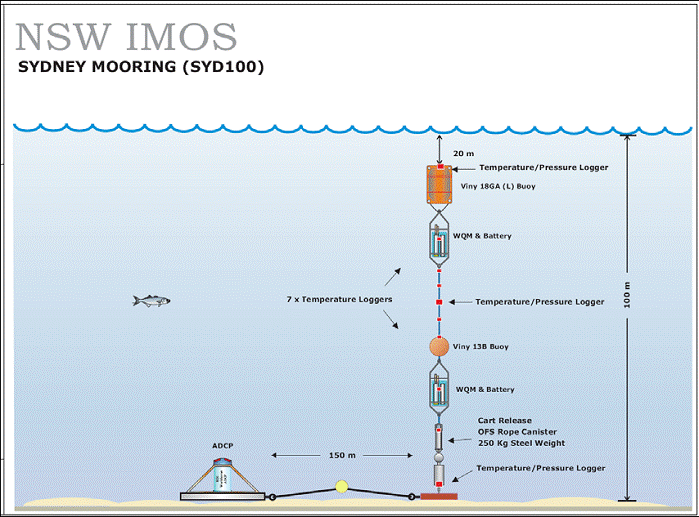 NSW IMOS
SYDNEY MOORING (SYD100)
20 m
Temperature/Pressure Logger
Viny 18GA (L) Buoy
WQM & Battery
7 x Temperature Loggers
Temperature/Pressure Logger
100 m
Viny 13B Buoy
WQM & Battery
Cart Release
OFS Rope Canister
250 Kg Steel Weight
ADCP
150 m
Temperature/Pressure Logger